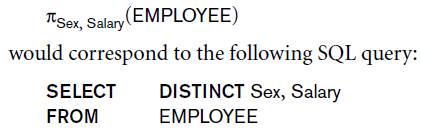 πSex, Salary(EMPLOYEE)
would correspond to the following SQL query:
SELECT DISTINCT Sex, Salary
FROM EMPLOYEE